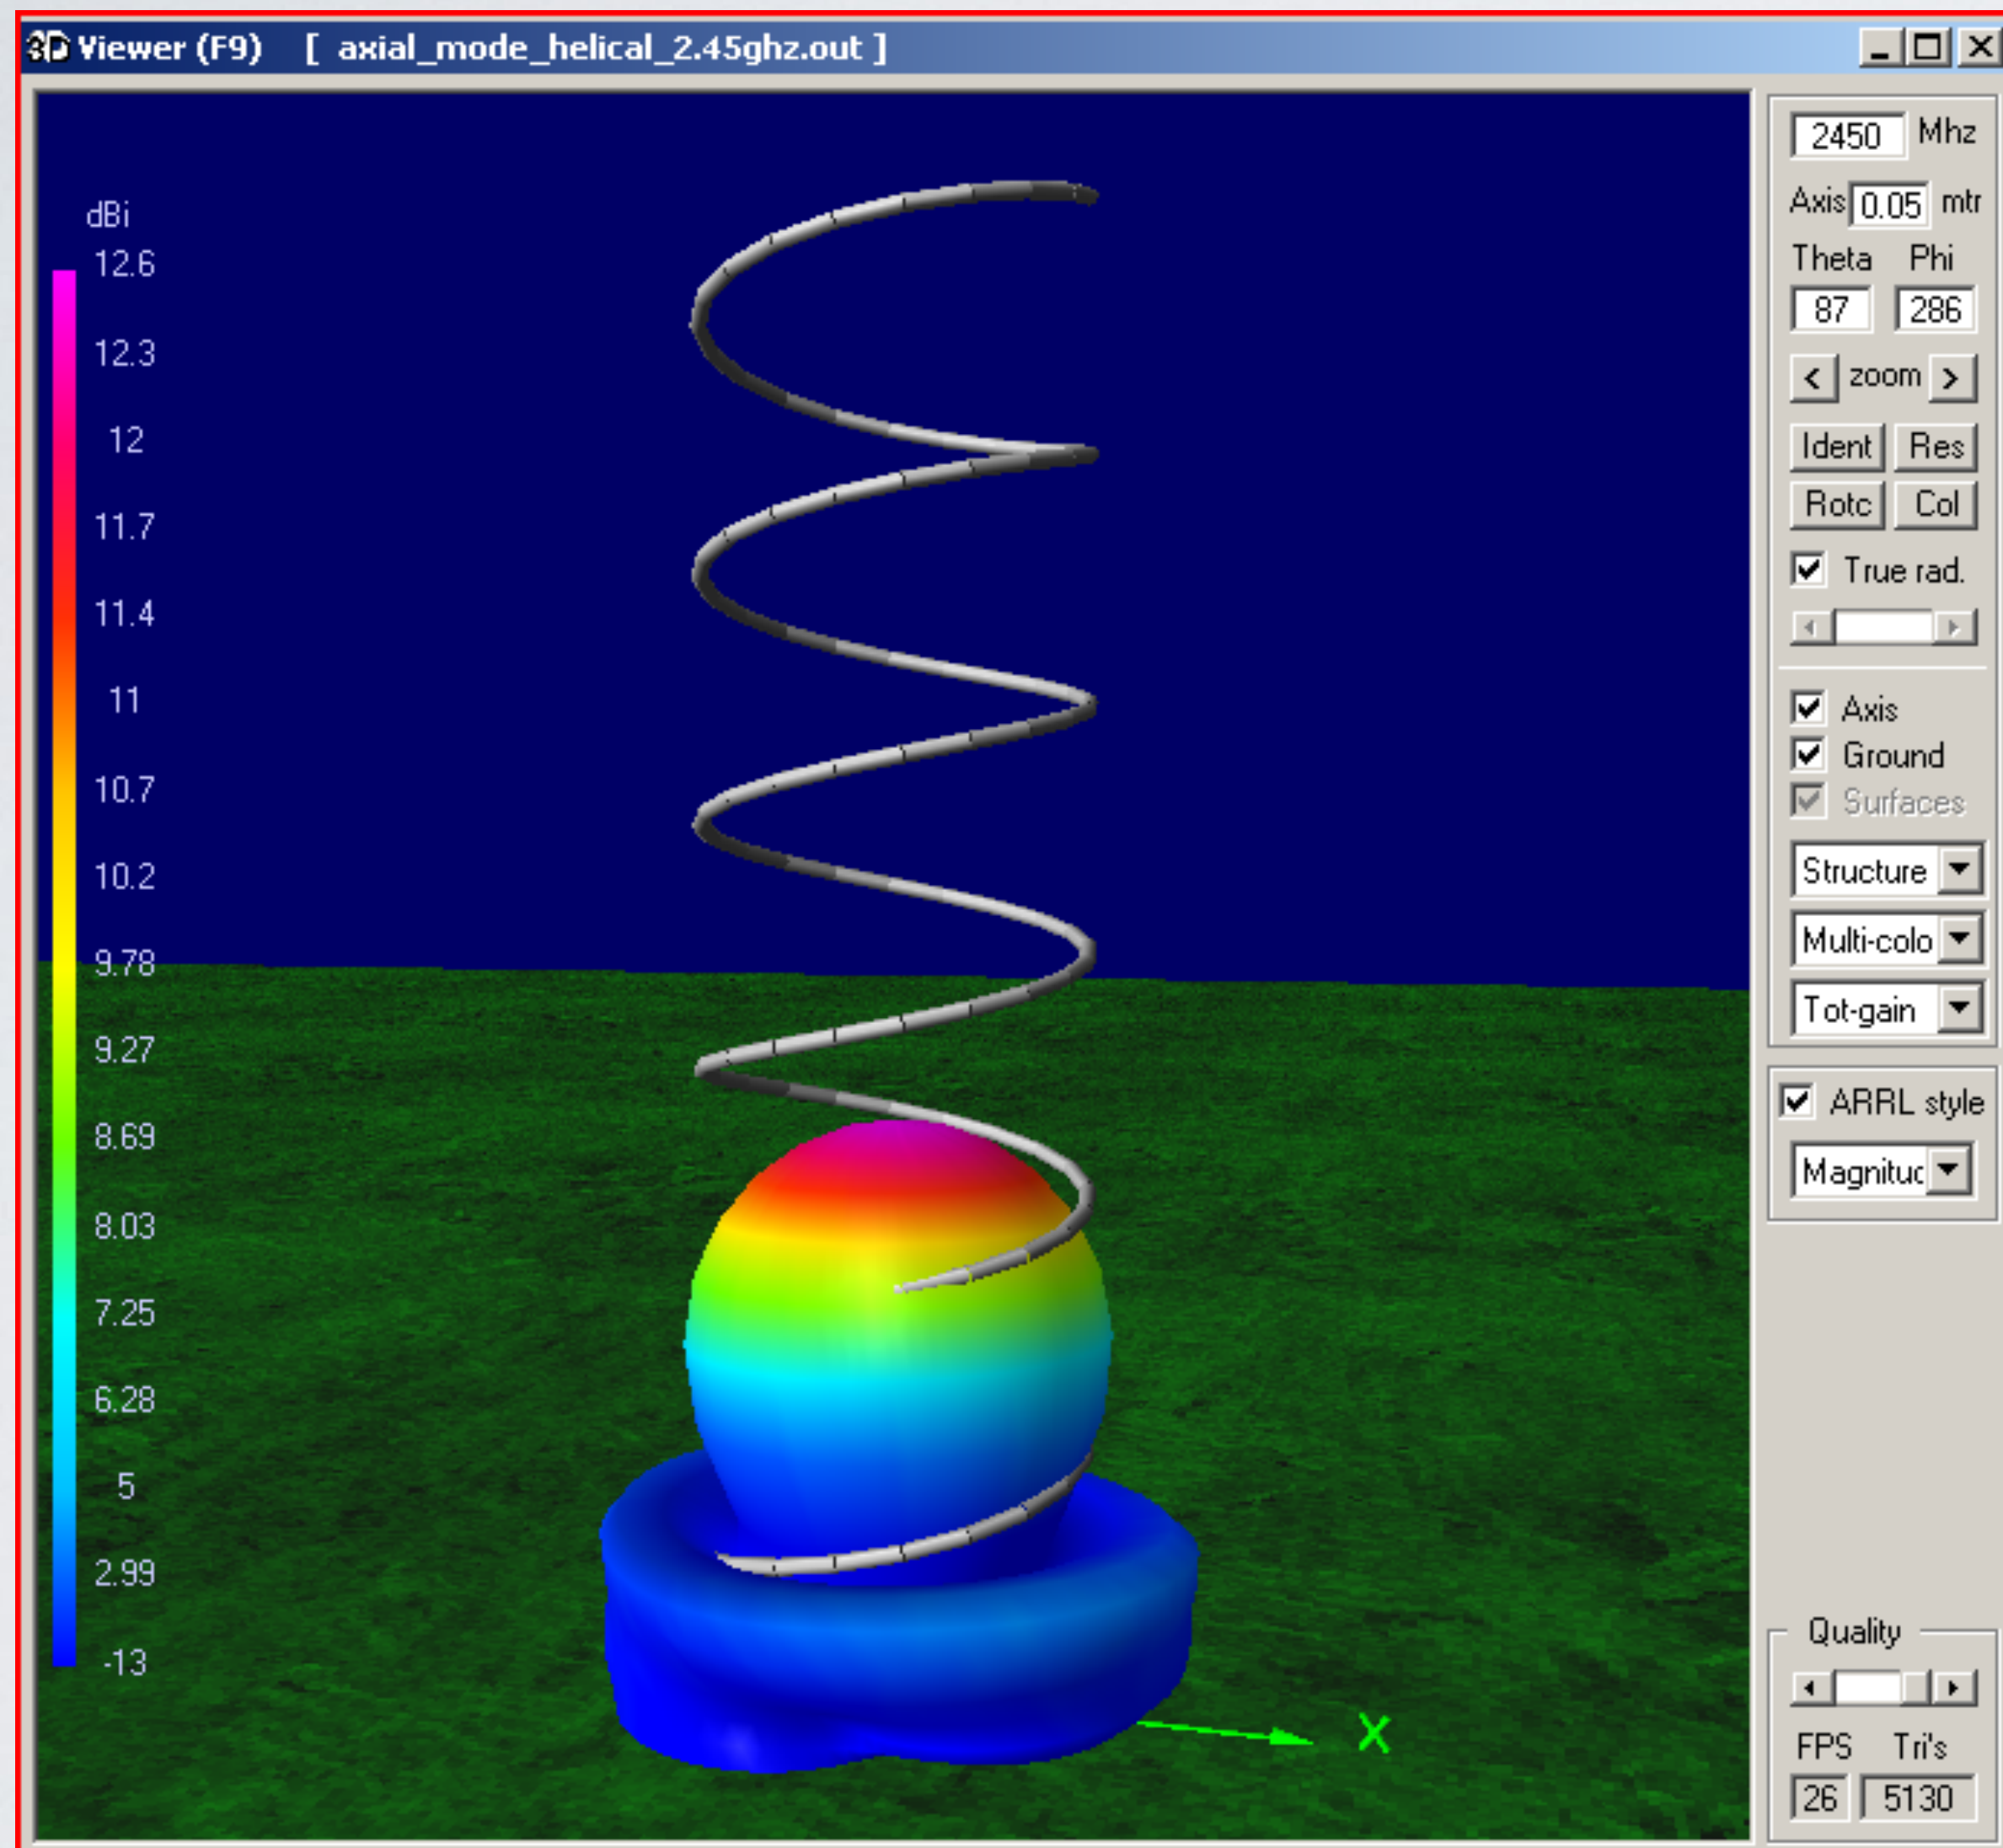 3D Viewer (F9) [ axial_mode_helical_2.45ghz.out ]
dBi
12.6
12.3
12
11.7
11.4
11
10.7
10.2
9.78
9.27
8.69
8.03
7.25
6.28
5
2.99
-13
X
2450 Mhz
Axis 0.05 mtr
Theta Phi
87 286
< zoom >
Ident Res
Rotc Col
True rad.
Axis
Ground
Surfaces
Structure
Multi-colo
Tot-gain
ARRL style
Magnituc
Quality
FPS Tri's
26 5130